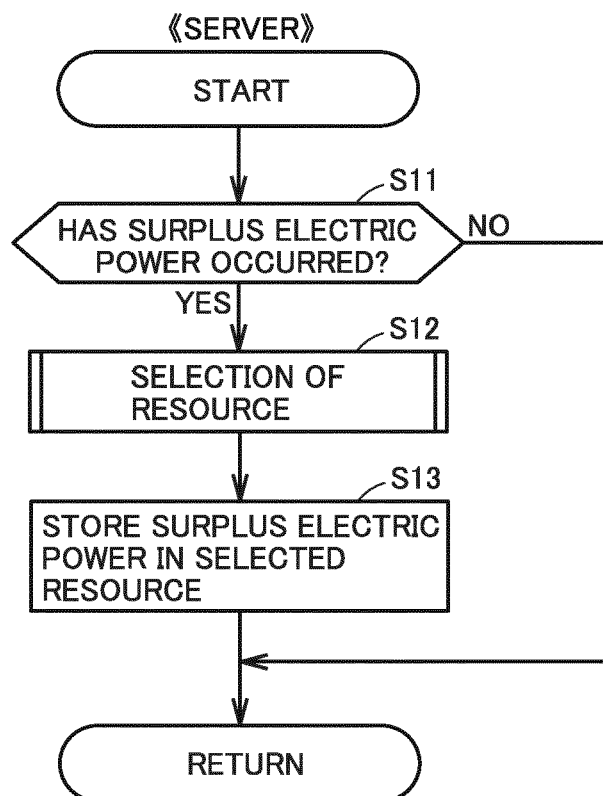 《SERVER》
START
S11
HAS SURPLUS ELECTRIC
POWER OCCURRED?
NO
YES
S12
SELECTION OF
RESOURCE
S13
STORE SURPLUS ELECTRIC
POWER IN SELECTED
RESOURCE
RETURN